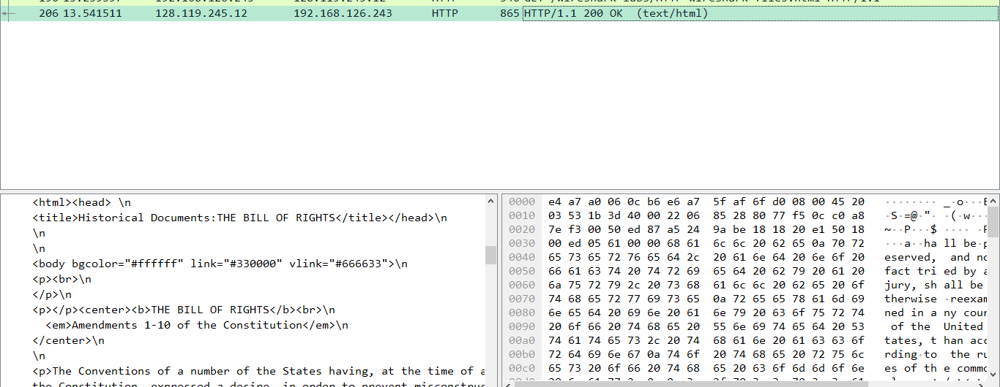 206 13.541511 128.119.245.12 192.168.126.243 HTTP 865 HTTP/1.1 200 OK (text/html)
<html><head> \n
<title>Historical Documents:THE BILL OF RIGHTS</title></head>\n
\n
\n
<body bgcolor="#ffffff" link="#330000" vlink="#666633">\n
<p><br>\n
</p>\n
<p></p><center><b>THE BILL OF RIGHTS</b><br>\n
<em>Amendments 1-10 of the Constitution</em>\n
</center>\n
\n
<p>The Conventions of a number of the States having, at the time of a
the Constitution, expressed a desire, in order to prevent misconstruc
0000 e4 a7 a0 06 0c b6 e6 a7 5f af 6f d0 08 00 45 20 ········ _·o···E
0010 03 53 1b 3d 40 00 22 06 85 28 80 77 f5 0c c0 a8 ·S·=@·"· ·(·w···
0020 7e f3 00 50 ed 87 a5 24 9a be 18 18 20 e1 50 18 ~··P···$ ···· ·P
0030 00 ed 05 61 00 00 68 61 6c 6c 20 62 65 0a 70 72 ···a··ha ll be·p
0040 65 73 65 72 76 65 64 2c 20 61 6e 64 20 6e 6f 20 eserved, and no
0050 66 61 63 74 20 74 72 69 65 64 20 62 79 20 61 20 fact tri ed by a
0060 6a 75 72 79 2c 20 73 68 61 6c 6c 20 62 65 20 6f jury, sh all be
0070 74 68 65 72 77 69 73 65 0a 72 65 65 78 61 6d 69 therwise ·reexam
0080 6e 65 64 20 69 6e 20 61 6e 79 20 63 6f 75 72 74 ned in a ny cour
0090 20 6f 66 20 74 68 65 20 55 6e 69 74 65 64 20 53 of the United
00a0 74 61 74 65 73 2c 20 74 68 61 6e 20 61 63 63 6f tates, t han acc
00b0 72 64 69 6e 67 0a 74 6f 20 74 68 65 20 72 75 6c rding·to the ru
00c0 65 73 20 6f 66 20 74 68 65 20 63 6f 6d 6d 6f 6e es of th e commo